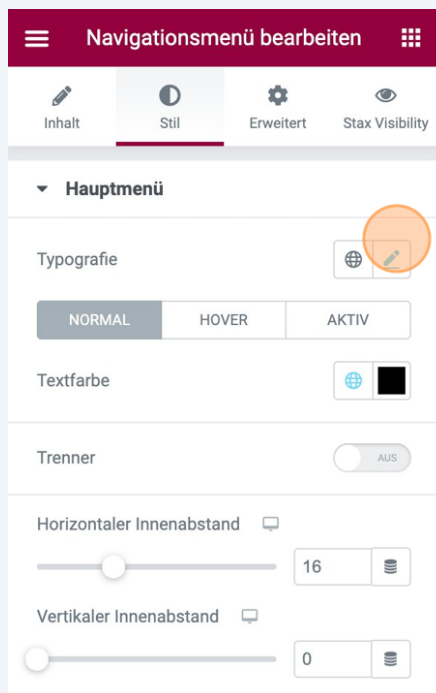 Navigationsmenü bearbeiten
Inhalt Stil Erweitert Stax Visibility
Hauptmenü
Typografie
NORMAL HOVER AKTIV
Textfarbe
Trenner AUS
Horizontaler Innenabstand
16
Vertikaler Innenabstand
0